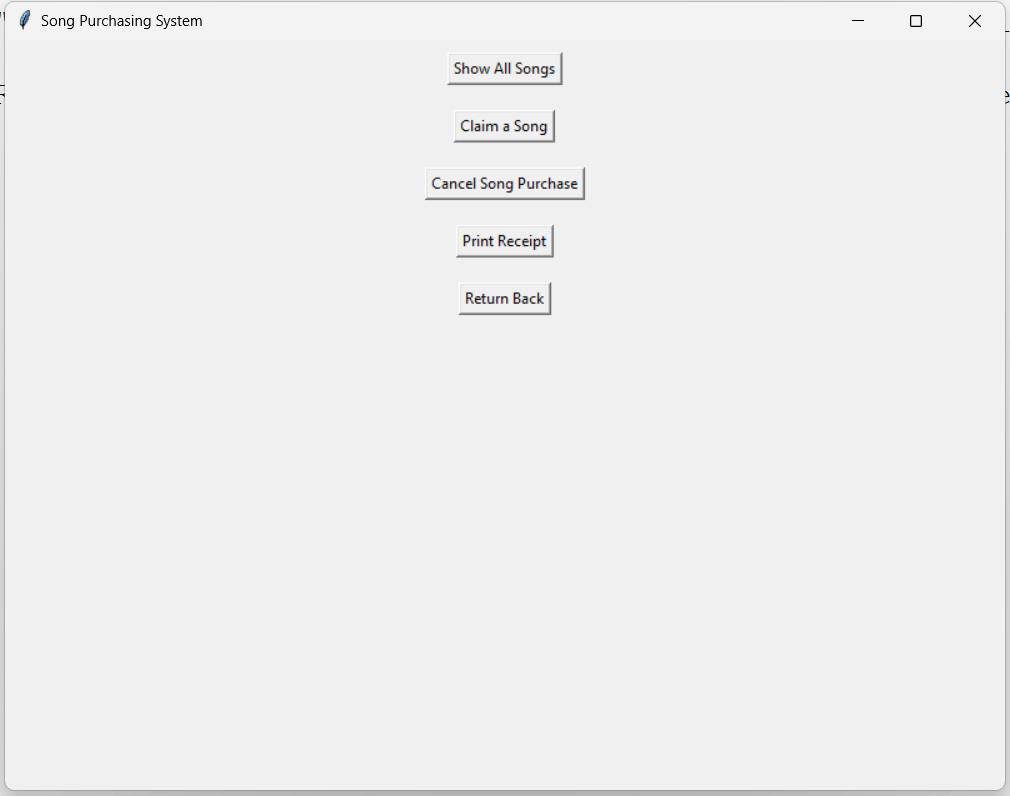 Song Purchasing System
Show All Songs
Claim a Song
Cancel Song Purchase
Print Receipt
Return Back